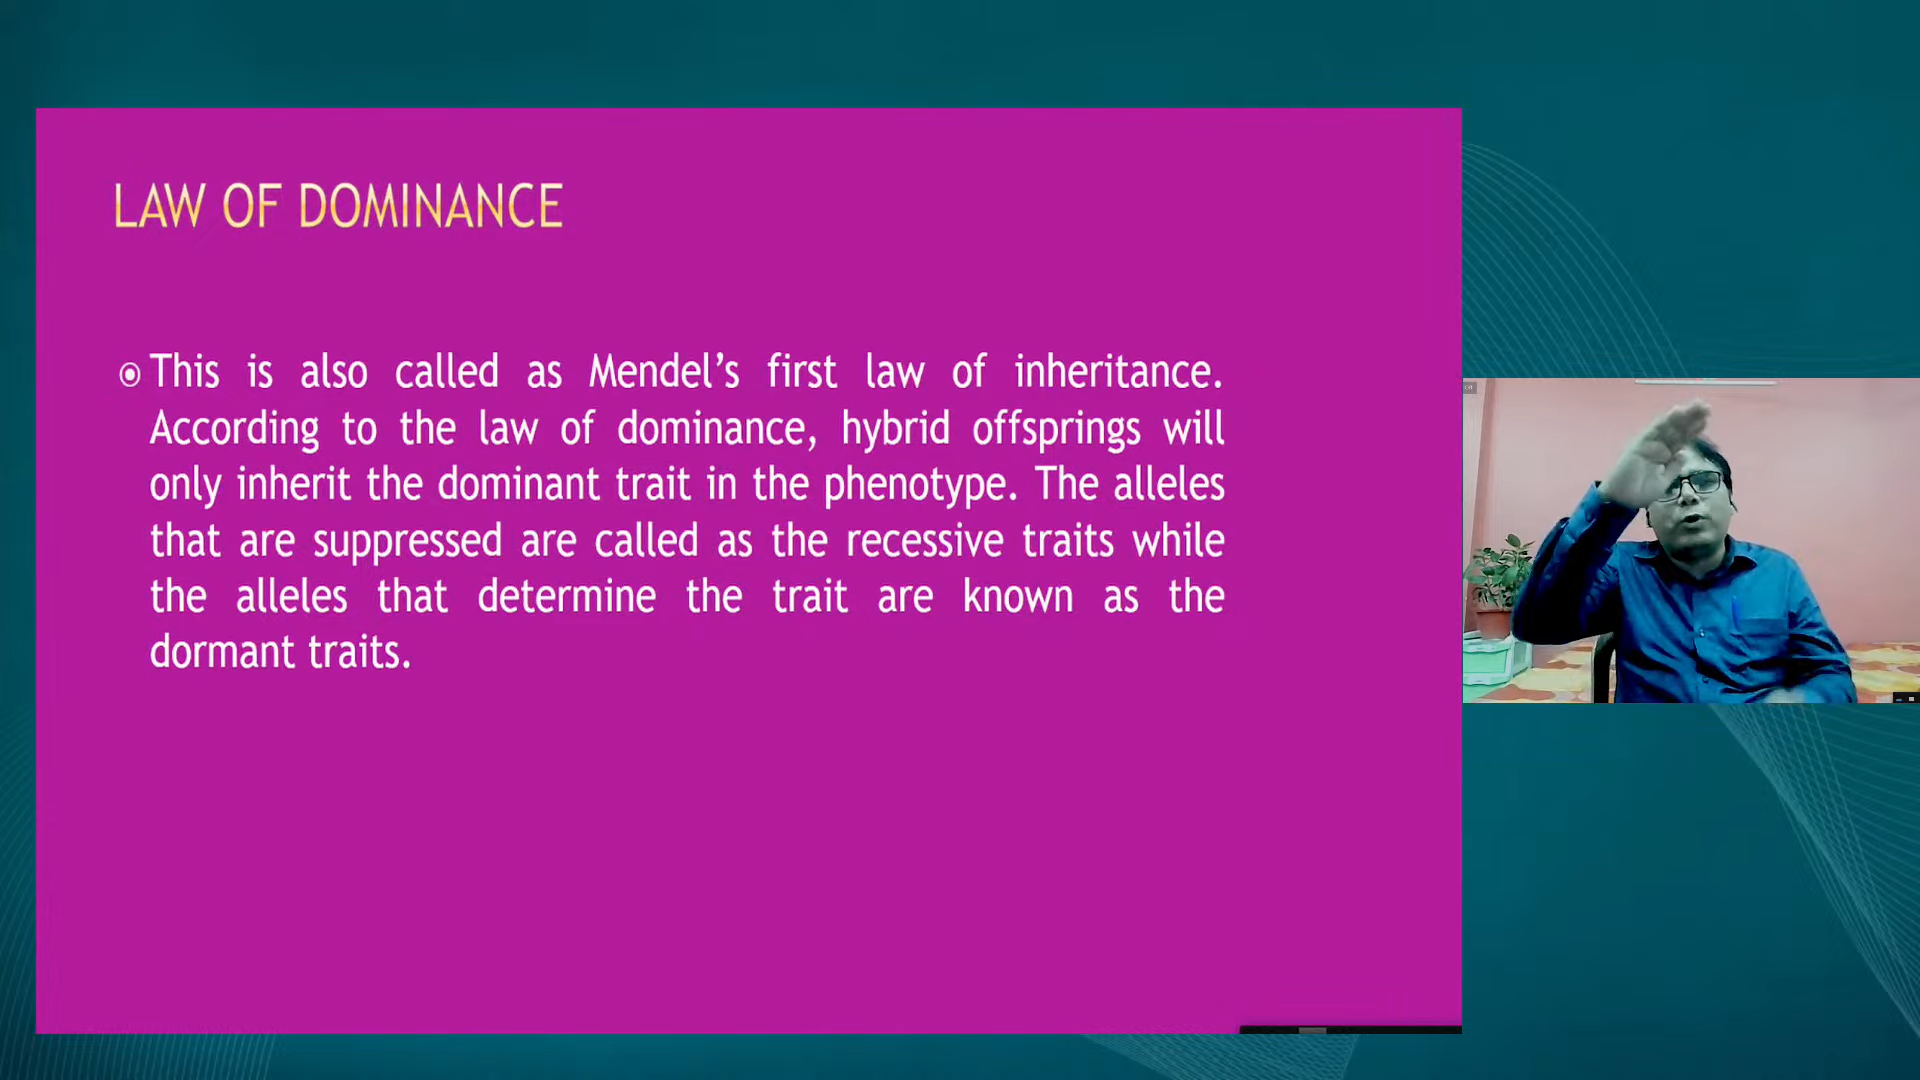 LAW OF DOMINANCE
This is also called as Mendel’s first law of inheritance.
According to the law of dominance, hybrid offsprings will
only inherit the dominant trait in the phenotype. The alleles
that are suppressed are called as the recessive traits while
the alleles that determine the trait are known as the
dormant traits.